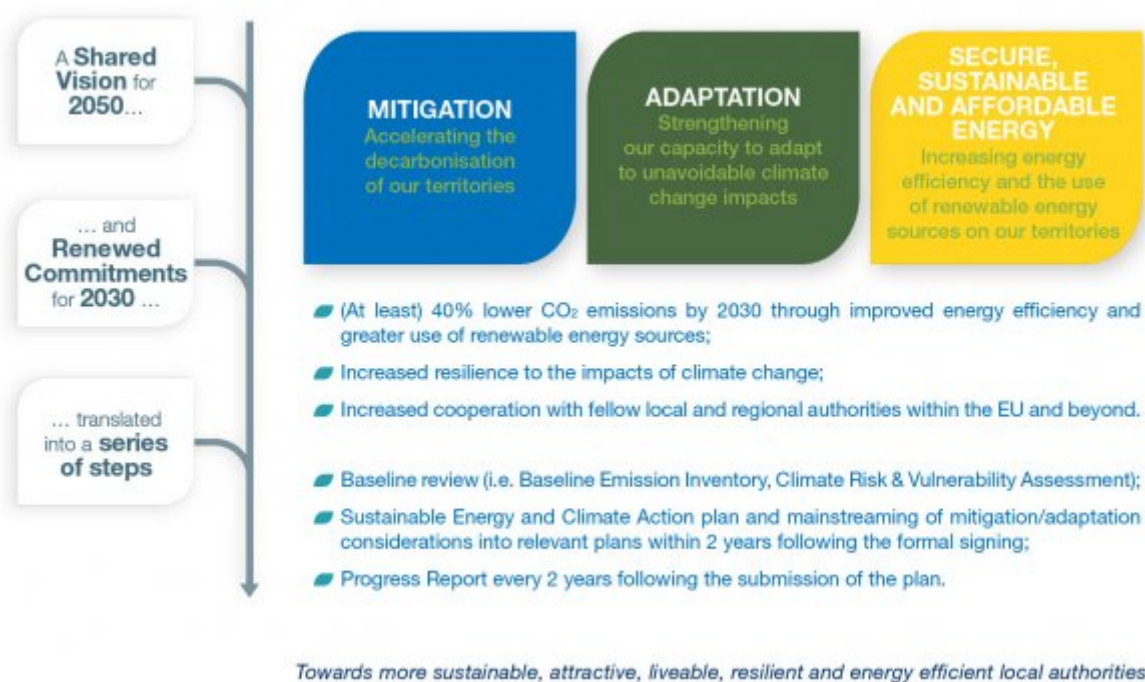 A Shared
Vision for
2050...
MITIGATION
Accelerating the
decarbonisation
of our territories
ADAPTATION
Strengthening
our capacity to adapt
to unavoidable climate
change impacts
SECURE,
SUSTAINABLE
AND AFFORDABLE
ENERGY
Increasing energy
efficiency and the use
of renewable energy
sources on our territories
... and
Renewed
Commitments
for 2030 ...
(At least) 40% lower CO₂ emissions by 2030 through improved energy efficiency and
greater use of renewable energy sources;
Increased resilience to the impacts of climate change;
Increased cooperation with fellow local and regional authorities within the EU and beyond.
... translated
into a series
of steps
Baseline review (i.e. Baseline Emission Inventory, Climate Risk & Vulnerability Assessment);
Sustainable Energy and Climate Action plan and mainstreaming of mitigation/adaptation
considerations into relevant plans within 2 years following the formal signing;
Progress Report every 2 years following the submission of the plan.
Towards more sustainable, attractive, liveable, resilient and energy efficient local authorities